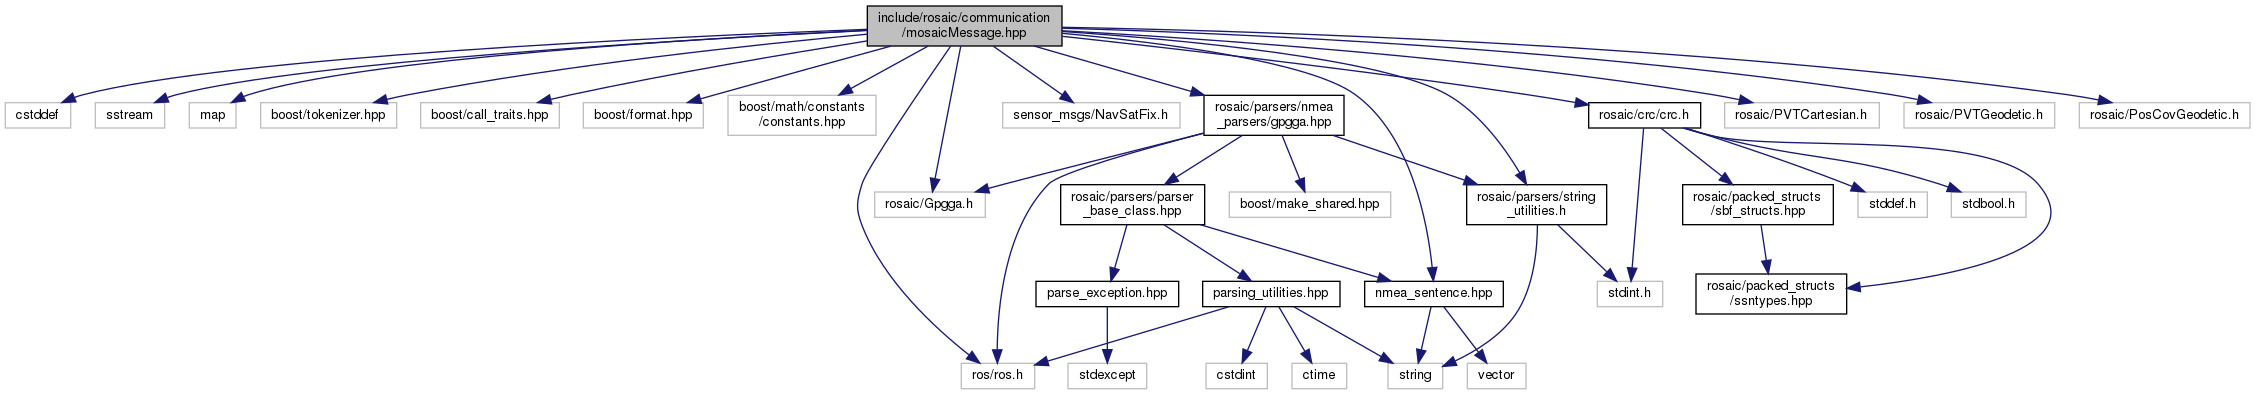 include/rosaic/communication
/mosaicMessage.hpp
cstddef
sstream
map
boost/tokenizer.hpp
boost/call_traits.hpp
boost/format.hpp
boost/math/constants
/constants.hpp
sensor_msgs/NavSatFix.h
rosaic/parsers/nmea
_parsers/gpgga.hpp
rosaic/crc/crc.h
rosaic/PVTCartesian.h
rosaic/PVTGeodetic.h
rosaic/PosCovGeodetic.h
rosaic/Gpgga.h
rosaic/parsers/parser
_base_class.hpp
boost/make_shared.hpp
rosaic/parsers/string
_utilities.h
rosaic/packed_structs
/sbf_structs.hpp
stddef.h
stdbool.h
parse_exception.hpp
parsing_utilities.hpp
nmea_sentence.hpp
stdint.h
rosaic/packed_structs
/ssntypes.hpp
ros/ros.h
stdexcept
cstdint
ctime
string
vector